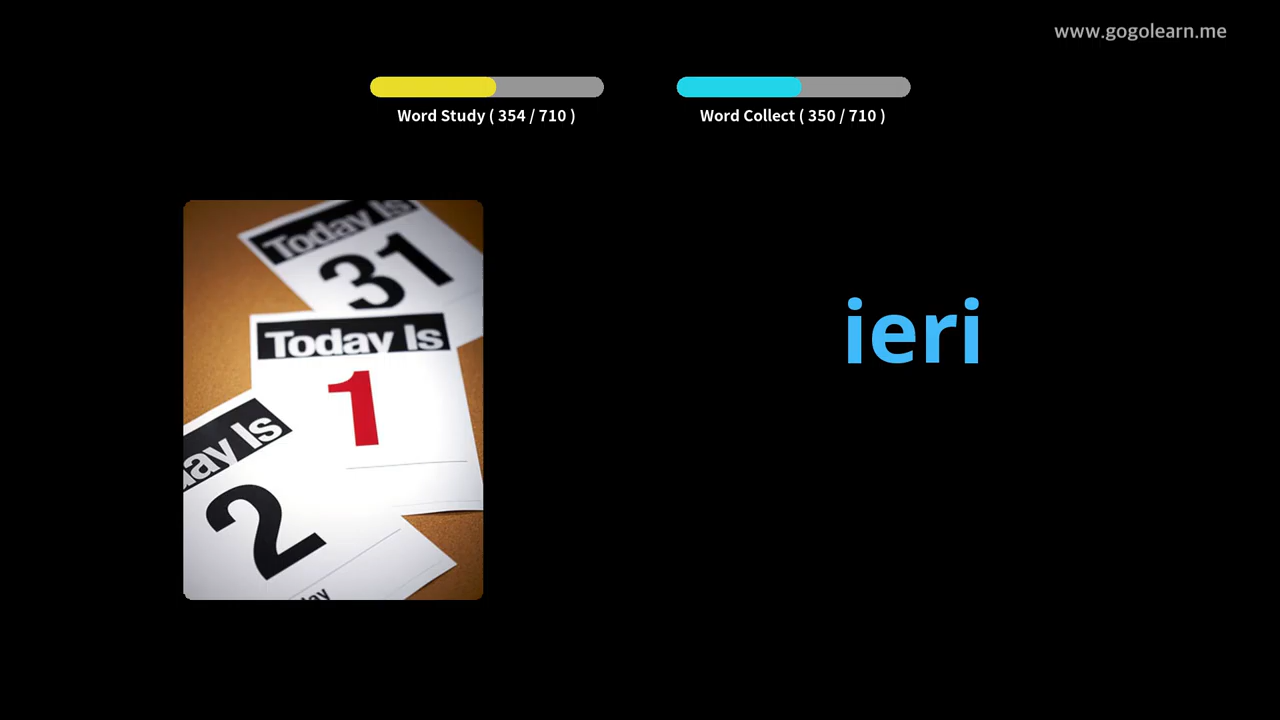 www.gogolearn.me
Word Study ( 354 / 710 )
Word Collect ( 350 / 710 )
Today Is
31
Today Is
1
ay Is
2
ay
ieri